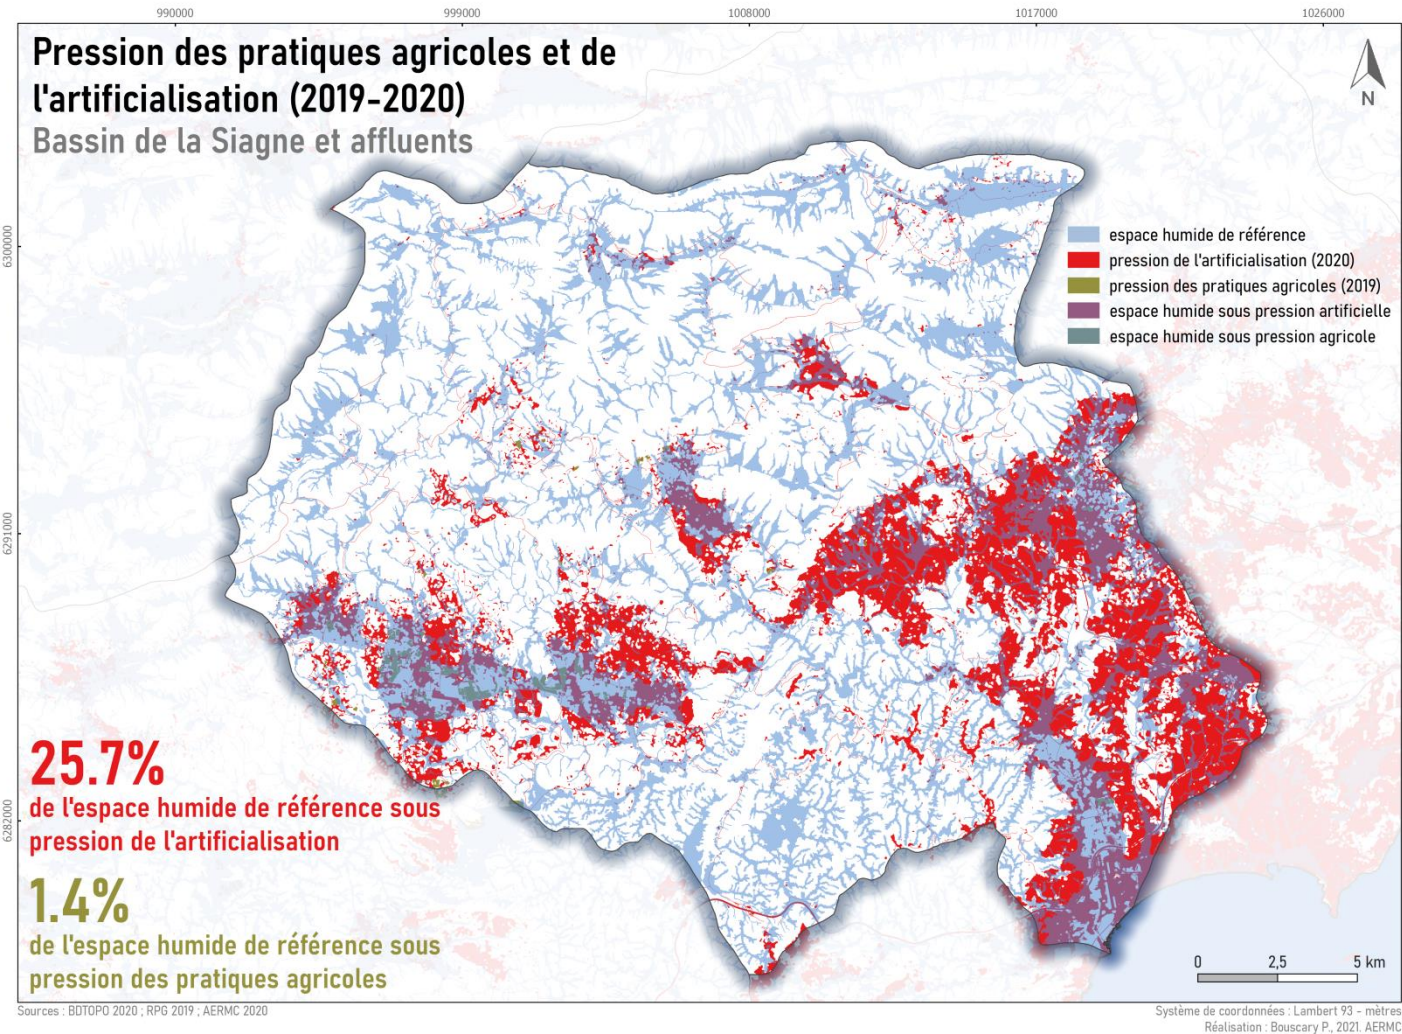 990000
999000
1008000
1017000
1026000
Pression des pratiques agricoles et de
l'artificialisation (2019-2020)
Bassin de la Siagne et affluents
N
6300000
6291000
6282000
espace humide de référence
pression de l'artificialisation (2020)
pression des pratiques agricoles (2019)
espace humide sous pression artificielle
espace humide sous pression agricole
25.7%
de l'espace humide de référence sous
pression de l'artificialisation
1.4%
de l'espace humide de référence sous
pression des pratiques agricoles
0 2,5 5 km
Sources : BDTOPO 2020 ; RPG 2019 ; AERMC 2020
Système de coordonnées : Lambert 93 - mètres
Réalisation : Bouscary P., 2021. AERMC